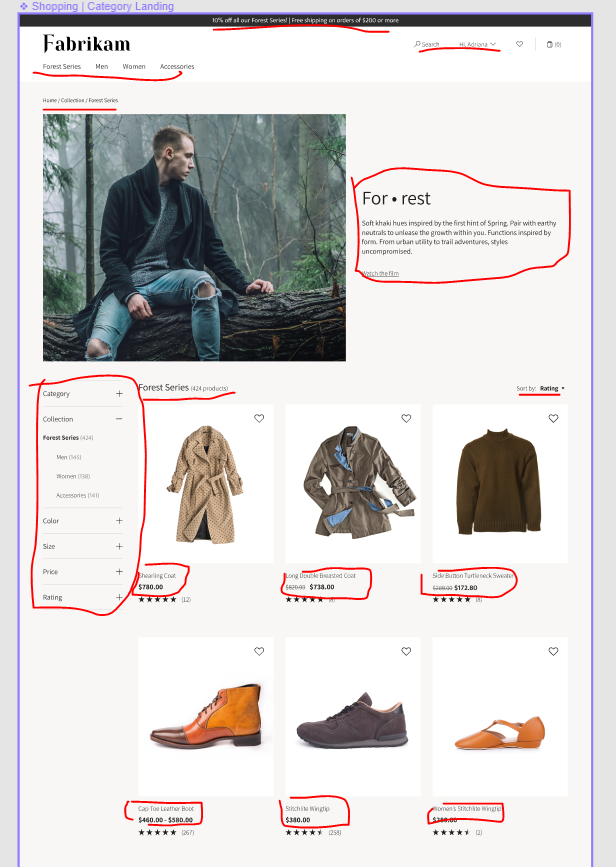 Shopping | Category Landing
10% off all our Forest Series! | Free shipping on orders of $200 or more
Fabrikam
Search
Hi, Adriana
(0)
Forest Series Men Women Accessories
Home / Collection / Forest Series
For • rest
Soft khaki hues inspired by the first hint of Spring. Pair with earthy
neutrals to unlease the growth within you. Functions inspired by
form. From urban utility to trail adventures, styles
uncompromised.
Watch the film
Category
Collection
Forest Series (424)
Men (145)
Women (138)
Accessories (141)
Color
Size
Price
Rating
Forest Series (424 products)
Sort by: Rating
Shearling Coat
$780.00
(12)
Long Double Breasted Coat
$820.00 $738.00
Side Button Turtleneck Sweater
$172.80
(8)
Cap Toe Leather Boot
$460.00 - $580.00
(267)
Stitchlite Wingtip
$380.00
(258)
Women's Stitchlite Wingtip
$388.00
(2)